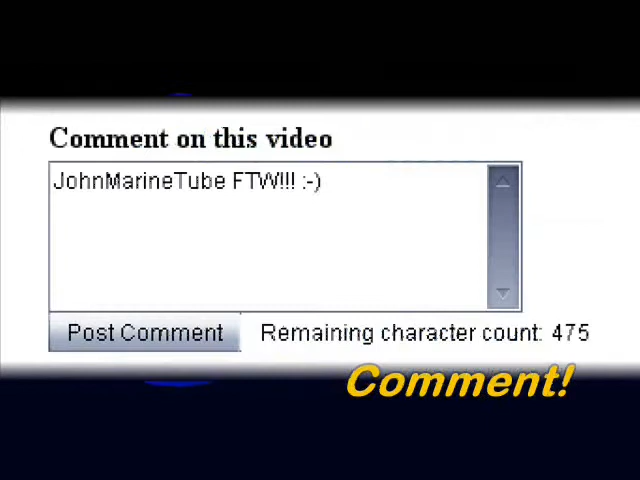 Comment on this video
JohnMarineTube FTW!!! :-)
Post Comment
Remaining character count: 475
Comment!